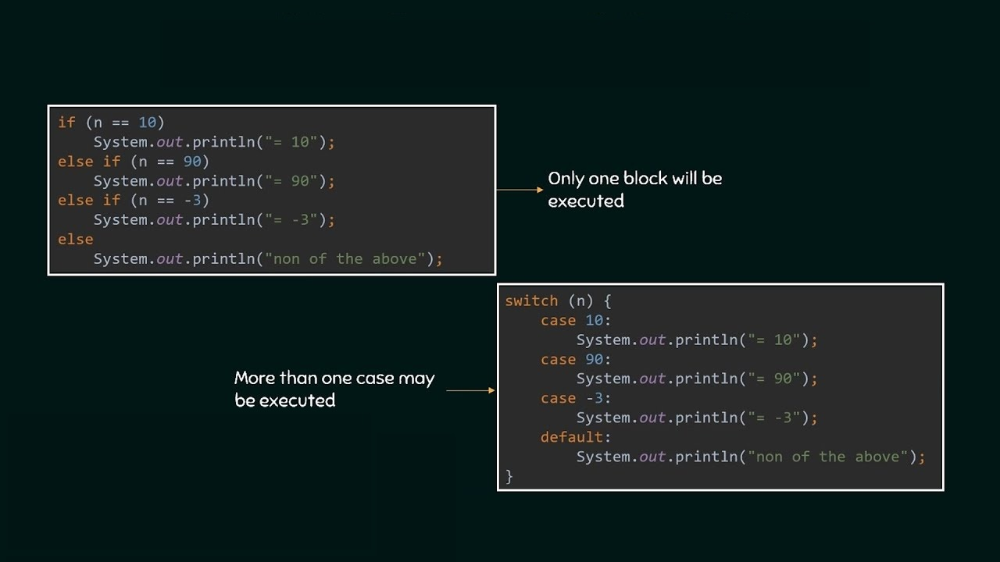 if (n == 10)
    System.out.println("= 10");
else if (n == 90)
    System.out.println("= 90");
else if (n == -3)
    System.out.println("= -3");
else
    System.out.println("non of the above");
Only one block will be
executed
More than one case may
be executed
switch (n) {
    case 10:
        System.out.println("= 10");
    case 90:
        System.out.println("= 90");
    case -3:
        System.out.println("= -3");
    default:
        System.out.println("non of the above");
}